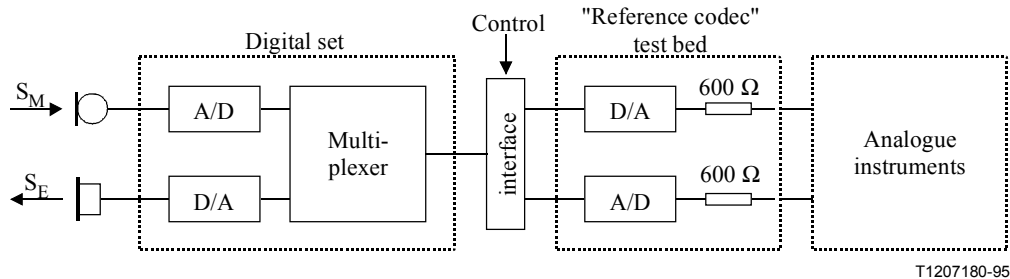 "Reference codec"
test bed
Control
Digital set
S_M
A/D
Multi-
plexer
interface
D/A
600 Ω
Analogue
instruments
S_E
D/A
A/D
600 Ω
T1207180-95